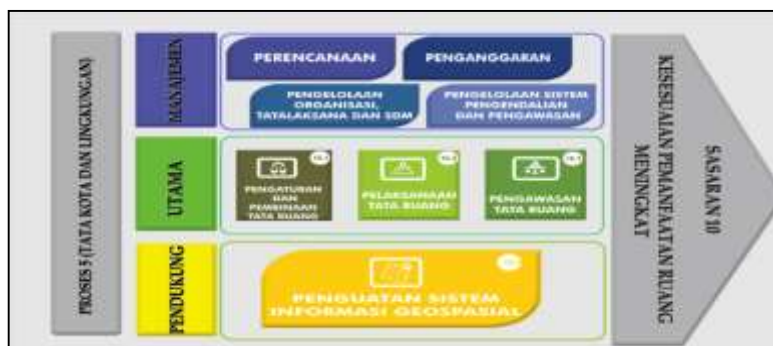 PROSES 5 (TATA KOTA DAN LINGKUNGAN)
MANAJEMEN
PERENCANAAN
PENGANGGARAN
PENGELOLAAN
ORGANISASI,
TATALAKSANA DAN SDM
PENGELOLAAN SISTEM
PENGENDALIAN
DAN PENGAWASAN
UTAMA
PENGATURAN
DAN
PEMBINAAN
TATA RUANG
PELAKSANAAN
TATA RUANG
PENGAWASAN
TATA RUANG
PENDUKUNG
PENGUATAN SISTEM
INFORMASI GEOSPASIAL
SASARAN 10
KESESUAIAN PEMANFAATAN RUANG
MENINGKAT